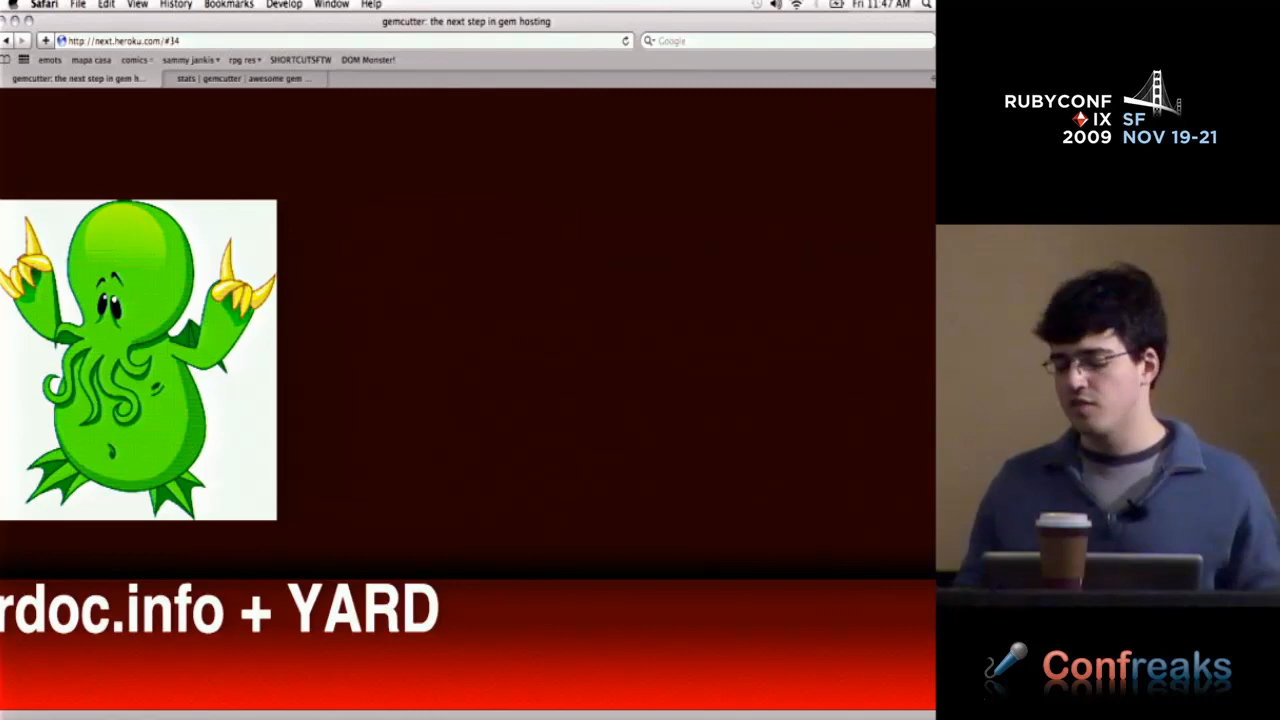 Safari File Edit View History Bookmarks Develop Window Help Fri 11:47 AM
gemcutter: the next step in gem hosting
http://next.heroku.com/#34
Google
emots mapa casa comics sammy jankis rpg res SHORTCUTSFTW DOM Monster!
gemcutter: the next step in gem h... stats | gemcutter | awesome gem ...
rdoc.info + YARD
RUBYCONF
IX SF
2009 NOV 19-21
Confreaks